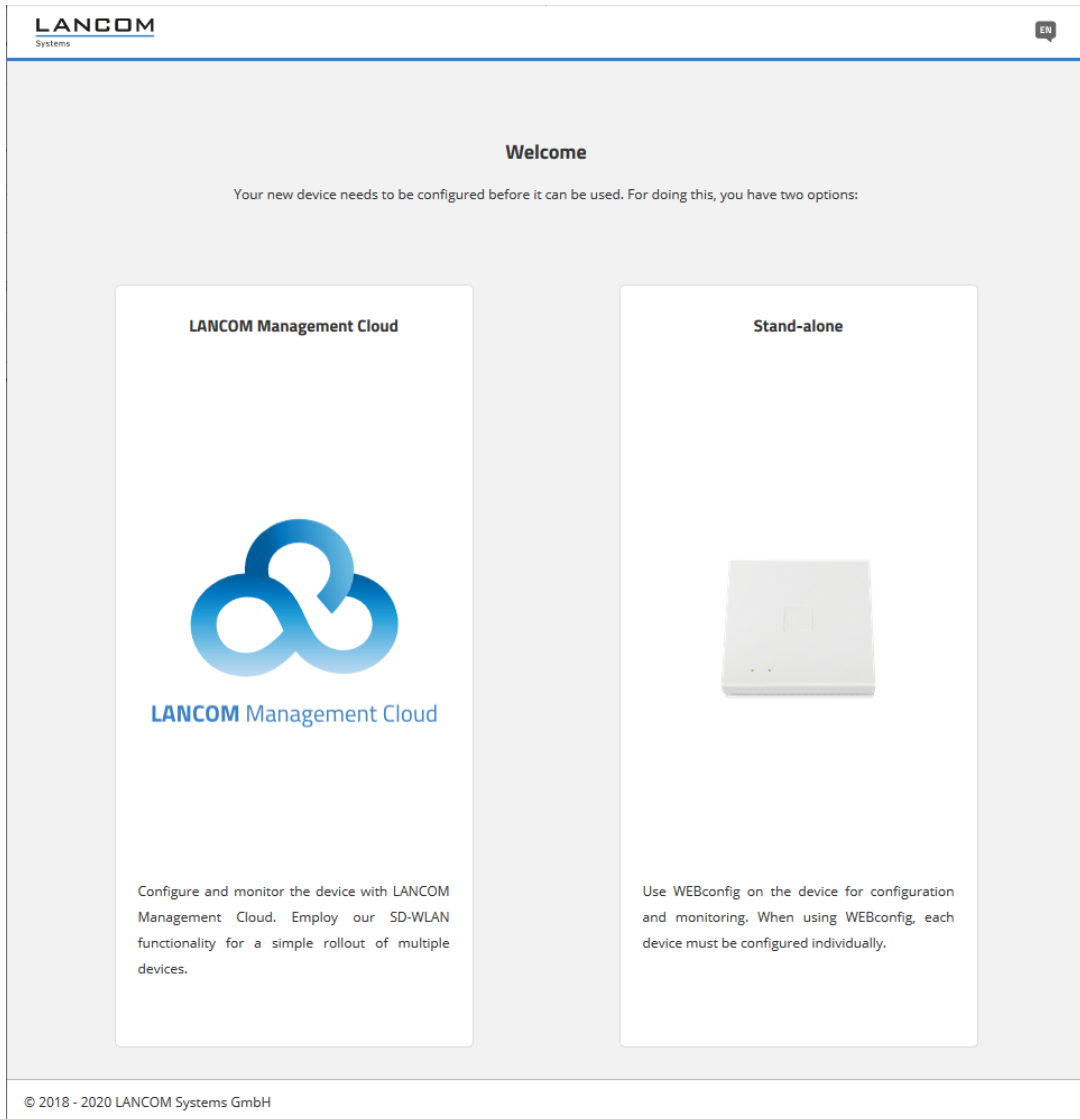 LANCOM
Systems
EN
Welcome
Your new device needs to be configured before it can be used. For doing this, you have two options:
LANCOM Management Cloud
LANCOM Management Cloud
Configure and monitor the device with LANCOM
Management Cloud. Employ our SD-WLAN
functionality for a simple rollout of multiple
devices.
Stand-alone
Use WEBconfig on the device for configuration
and monitoring. When using WEBconfig, each
device must be configured individually.
© 2018 - 2020 LANCOM Systems GmbH